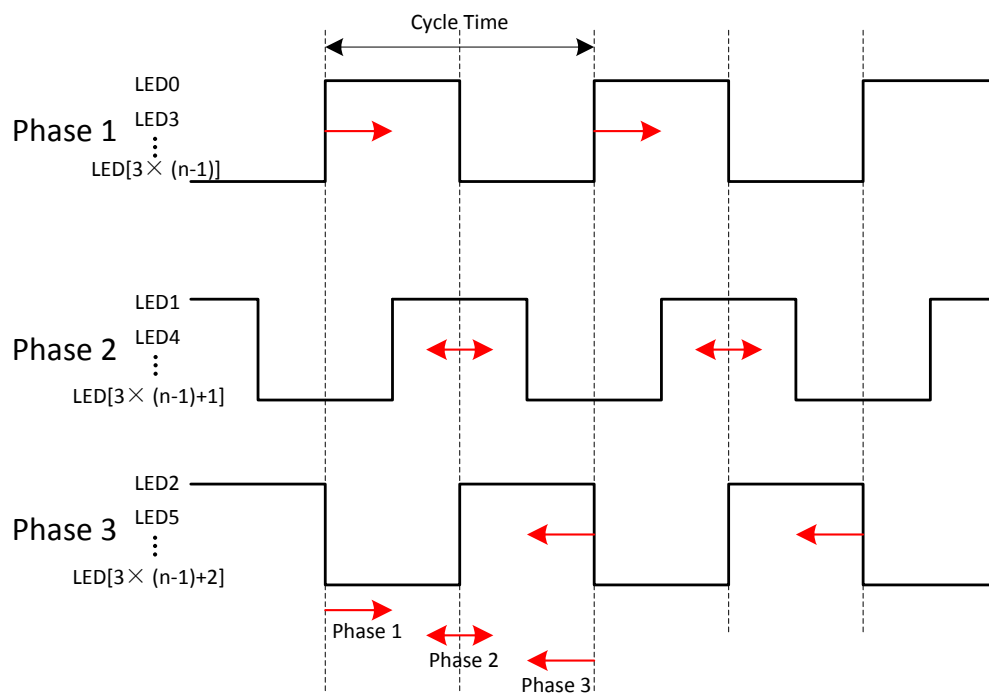 Cycle Time
LED0
LED3
Phase 1
LED[3× (n-1)]
LED1
LED4
Phase 2
LED[3× (n-1)+1]
LED2
LED5
Phase 3
LED[3× (n-1)+2]
Phase 1
Phase 2
Phase 3